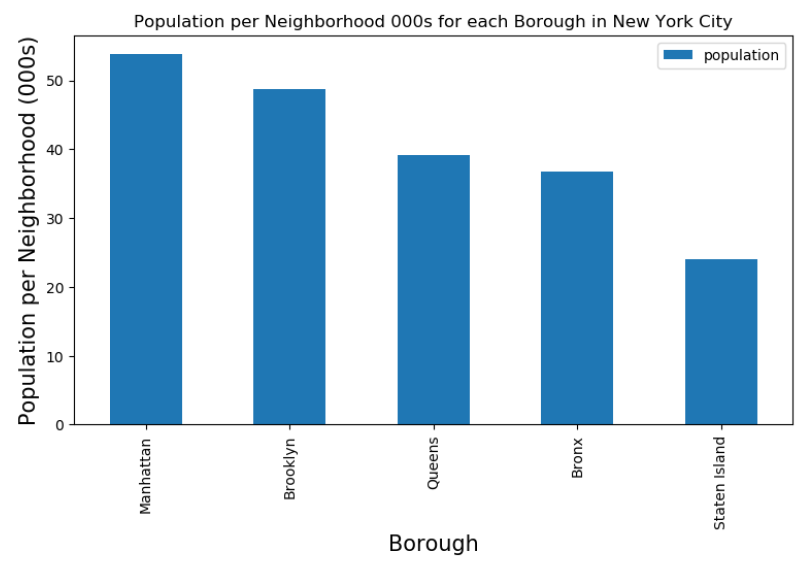 Population per Neighborhood 000s for each Borough in New York City
population
Population per Neighborhood (000s)
50
40
30
20
10
0
Manhattan
Brooklyn
Queens
Bronx
Staten Island
Borough